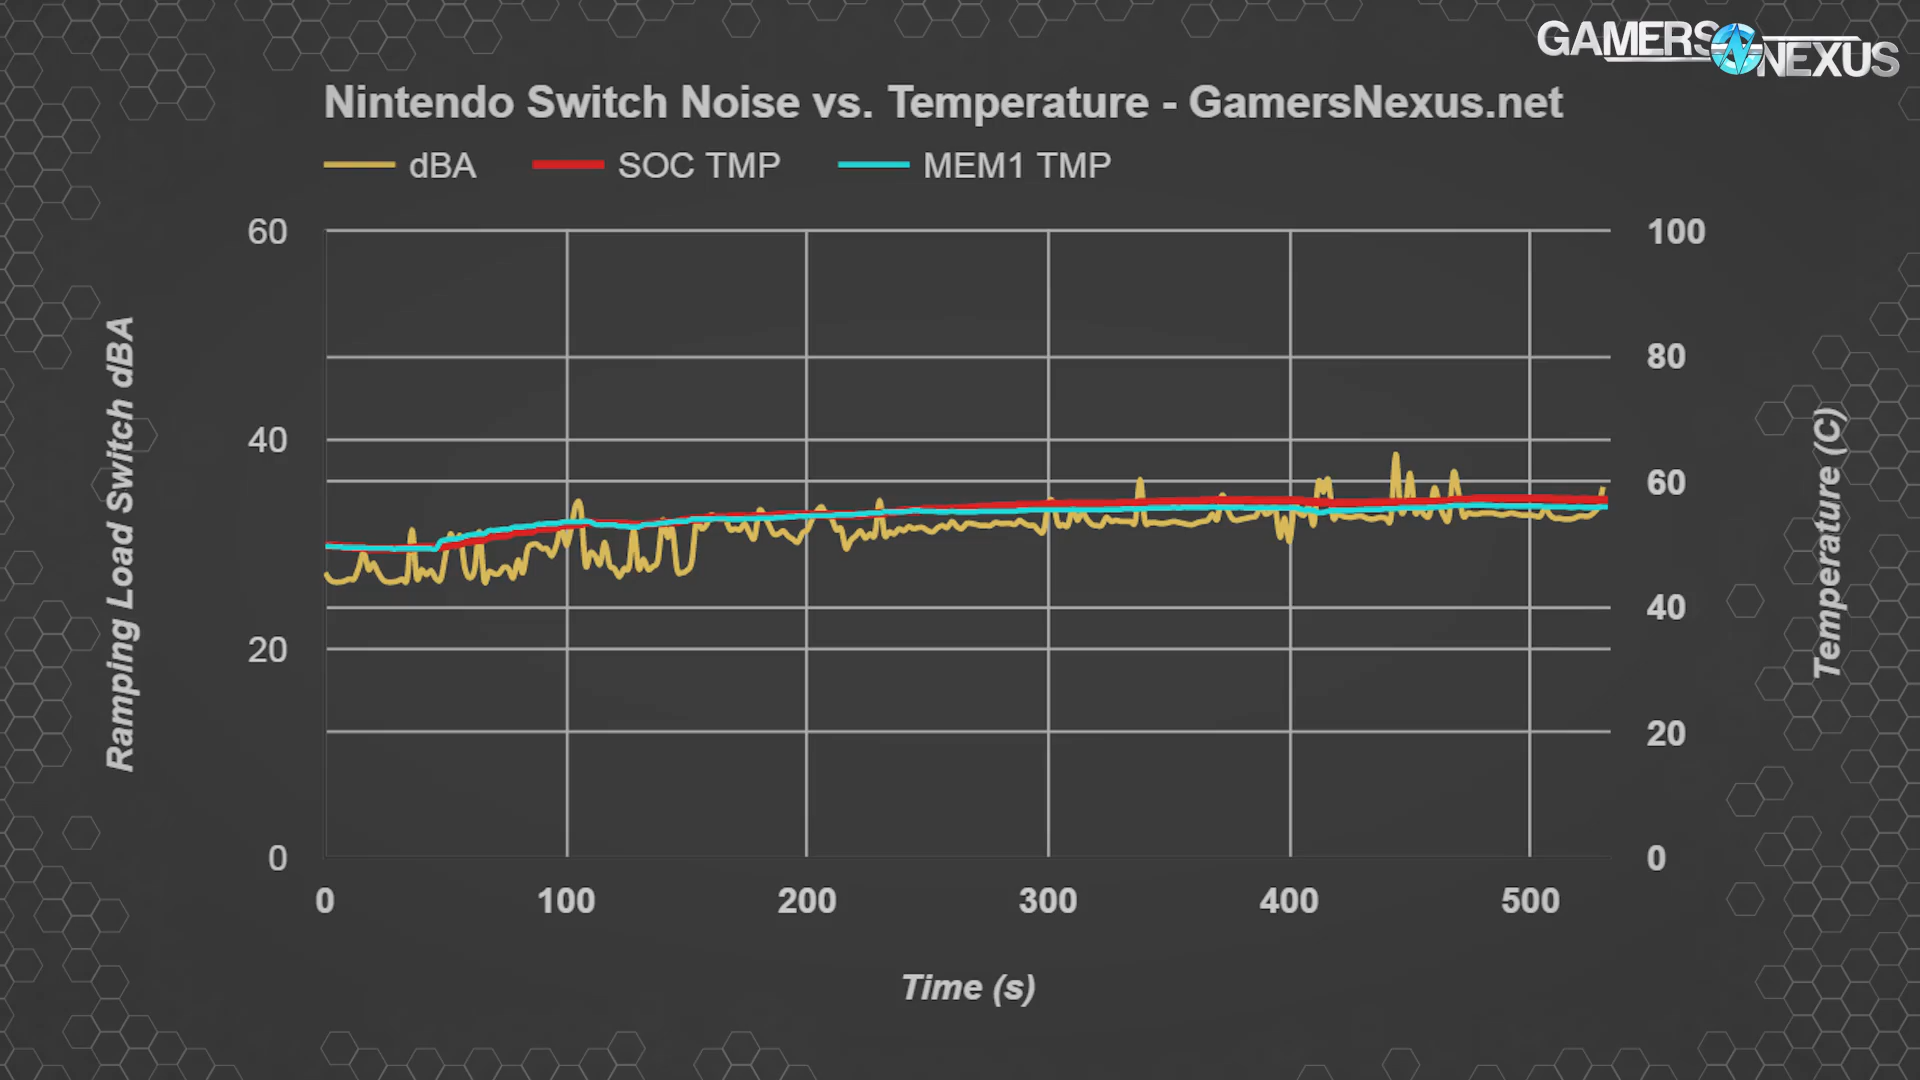 GAMERS NEXUS
Nintendo Switch Noise vs. Temperature - GamersNexus.net
dBA SOC TMP MEM1 TMP
60
40
20
0
Ramping Load Switch dBA
100
80
60
40
20
0
Temperature (C)
0 100 200 300 400 500
Time (s)